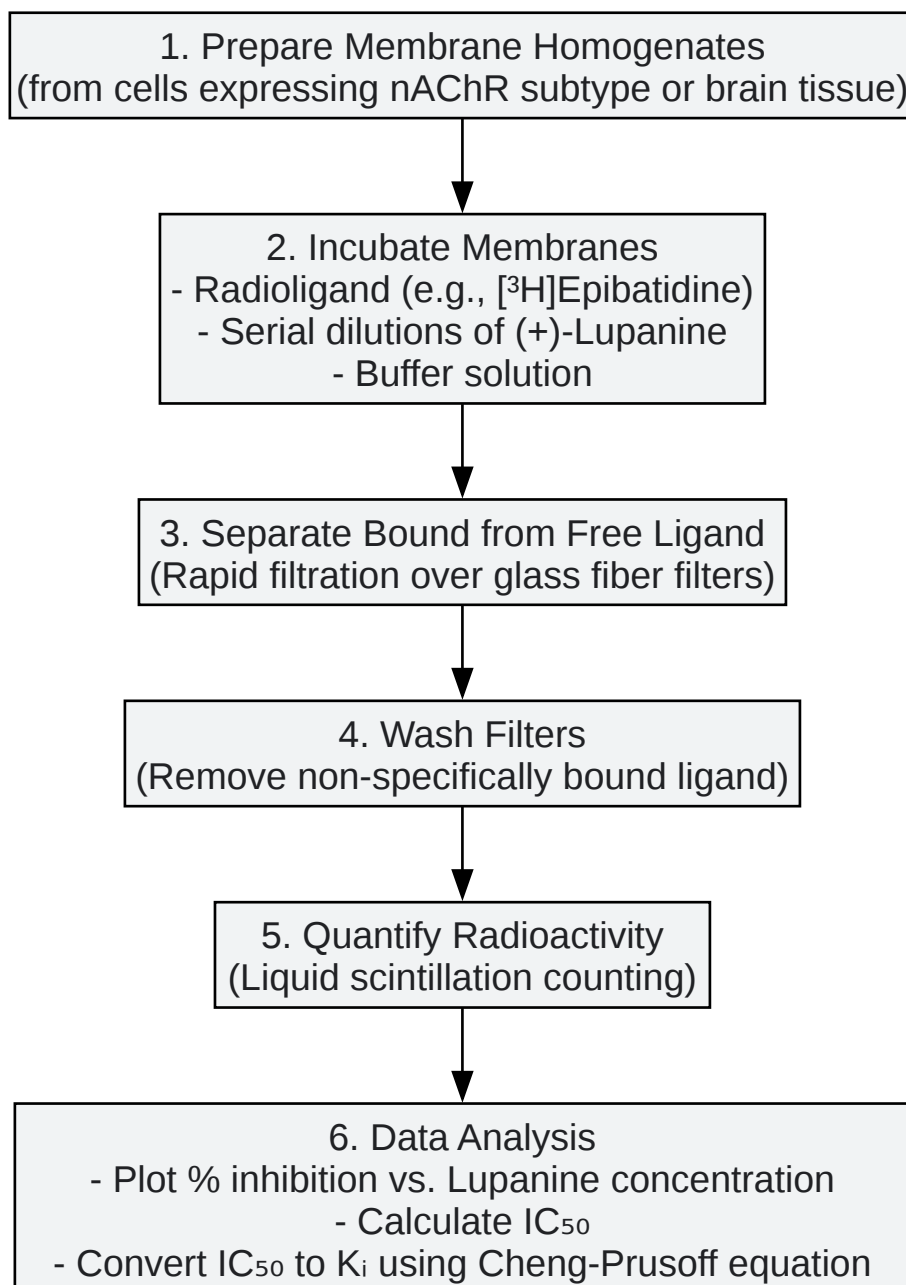 1. Prepare Membrane Homogenates
(from cells expressing nAChR subtype or brain tissue)
2. Incubate Membranes
- Radioligand (e.g., [³H]Epibatidine)
- Serial dilutions of (+)-Lupanine
- Buffer solution
3. Separate Bound from Free Ligand
(Rapid filtration over glass fiber filters)
4. Wash Filters
(Remove non-specifically bound ligand)
5. Quantify Radioactivity
(Liquid scintillation counting)
6. Data Analysis
- Plot % inhibition vs. Lupanine concentration
- Calculate IC₅₀
- Convert IC₅₀ to Kᵢ using Cheng-Prusoff equation